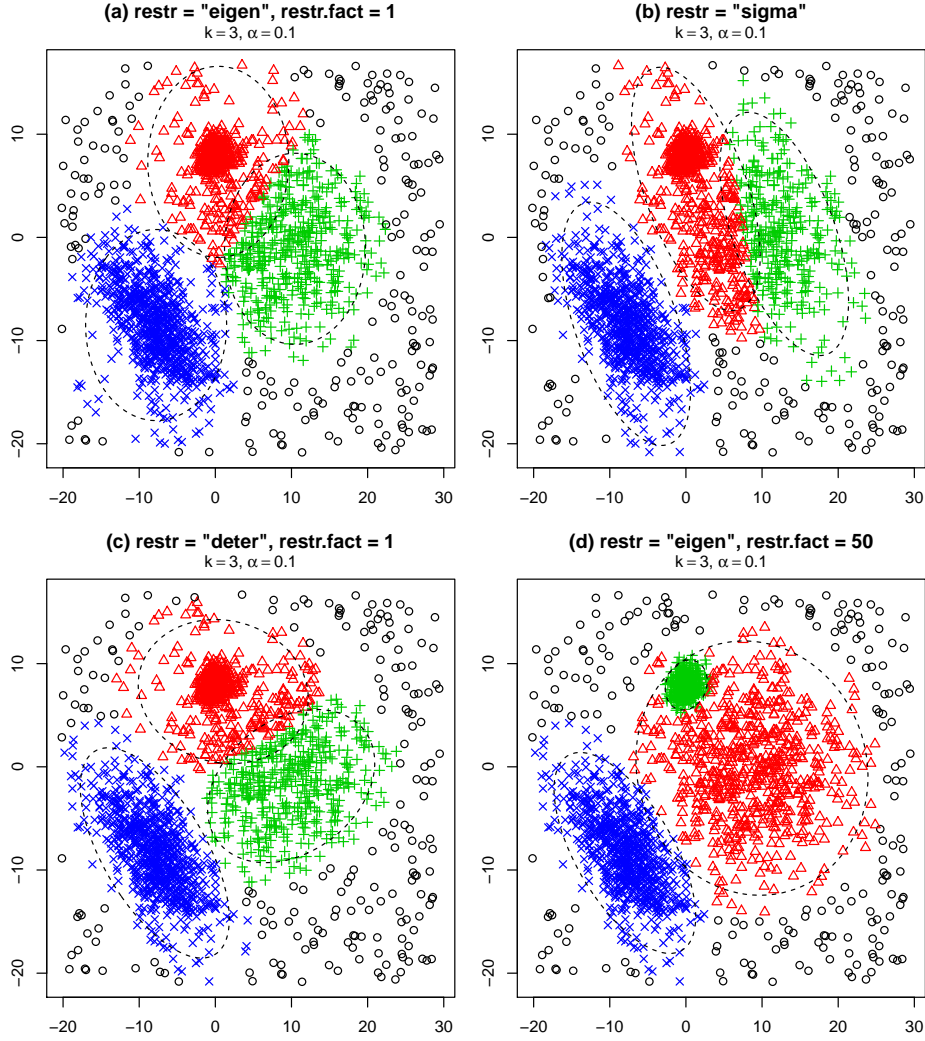 (a) restr = "eigen", restr.fact = 1
k = 3, α = 0.1
10
0
−10
−20
−20 −10 0 10 20 30
(b) restr = "sigma"
k = 3, α = 0.1
10
0
−10
−20
−20 −10 0 10 20 30
(c) restr = "deter", restr.fact = 1
k = 3, α = 0.1
10
0
−10
−20
−20 −10 0 10 20 30
(d) restr = "eigen", restr.fact = 50
k = 3, α = 0.1
10
0
−10
−20
−20 −10 0 10 20 30